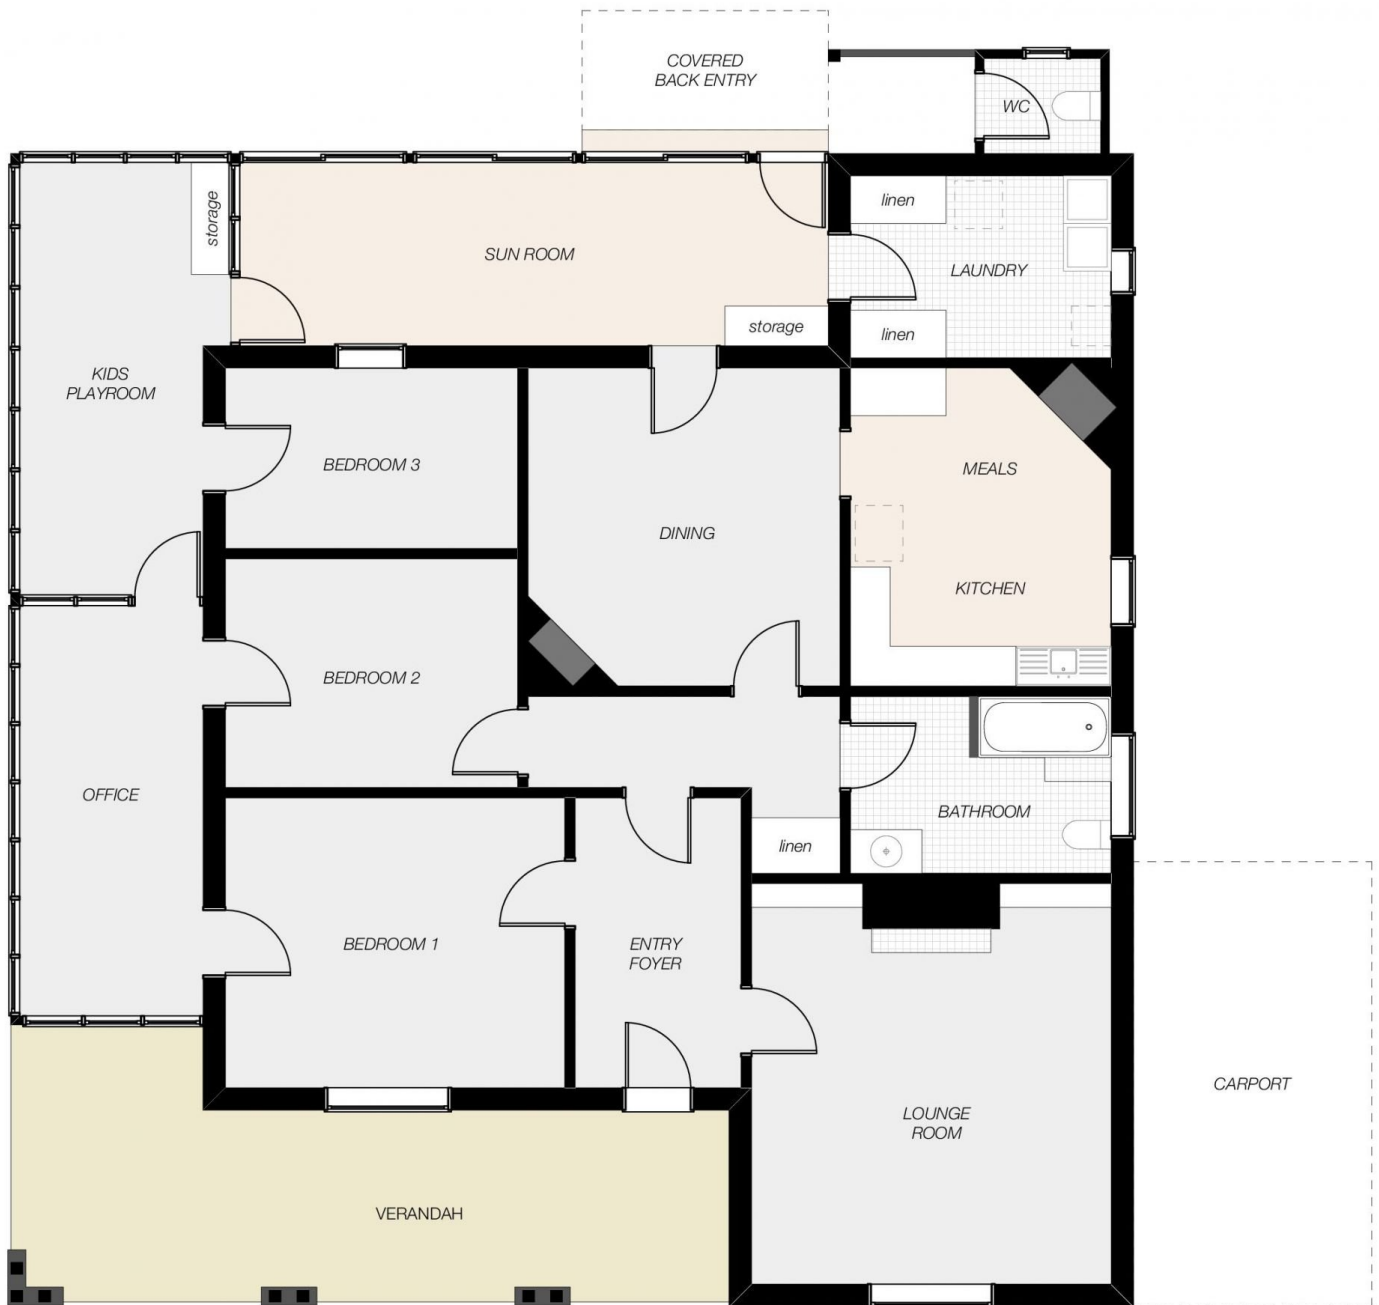 COVERED
BACK ENTRY
WC
storage
SUN ROOM
linen
LAUNDRY
storage
linen
KIDS
PLAYROOM
BEDROOM 3
MEALS
DINING
KITCHEN
BEDROOM 2
OFFICE
BATHROOM
linen
BEDROOM 1
ENTRY
FOYER
LOUNGE
ROOM
CARPORT
VERANDAH